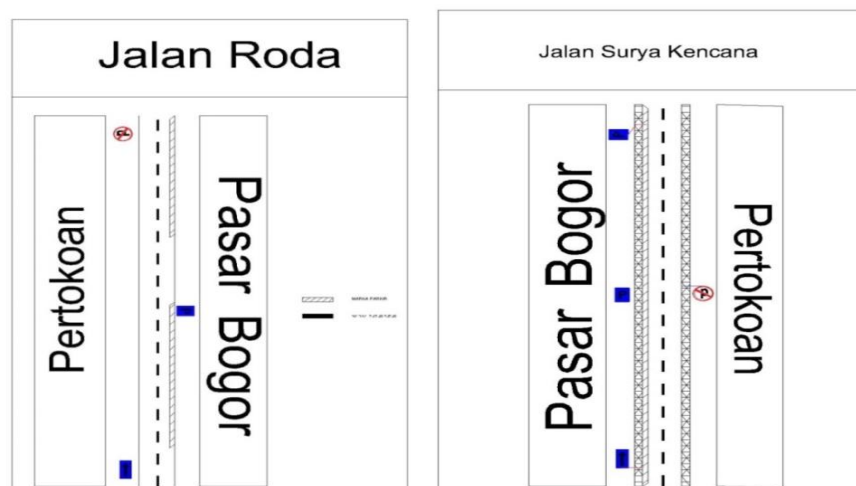 Jalan Roda
Pertokoan
Pasar Bogor
Jalan Surya Kencana
Pasar Bogor
Pertokoan